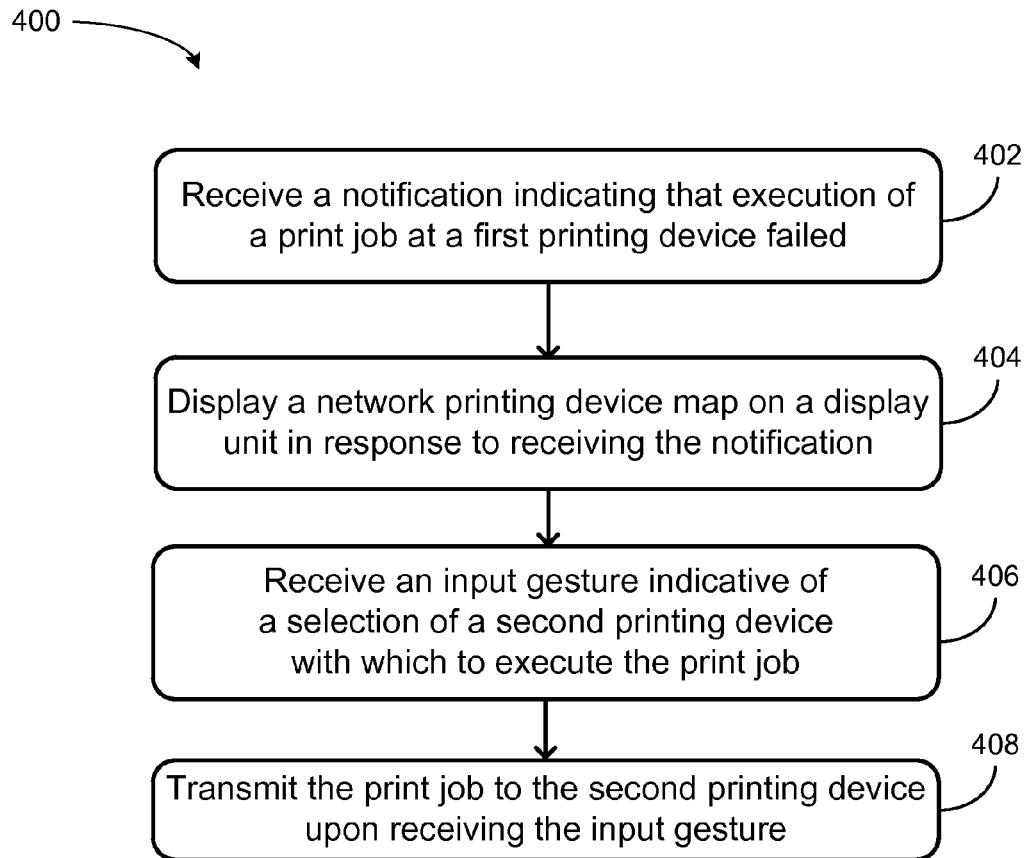 400
402
Receive a notification indicating that execution of
a print job at a first printing device failed
404
Display a network printing device map on a display
unit in response to receiving the notification
406
Receive an input gesture indicative of
a selection of a second printing device
with which to execute the print job
408
Transmit the print job to the second printing device
upon receiving the input gesture